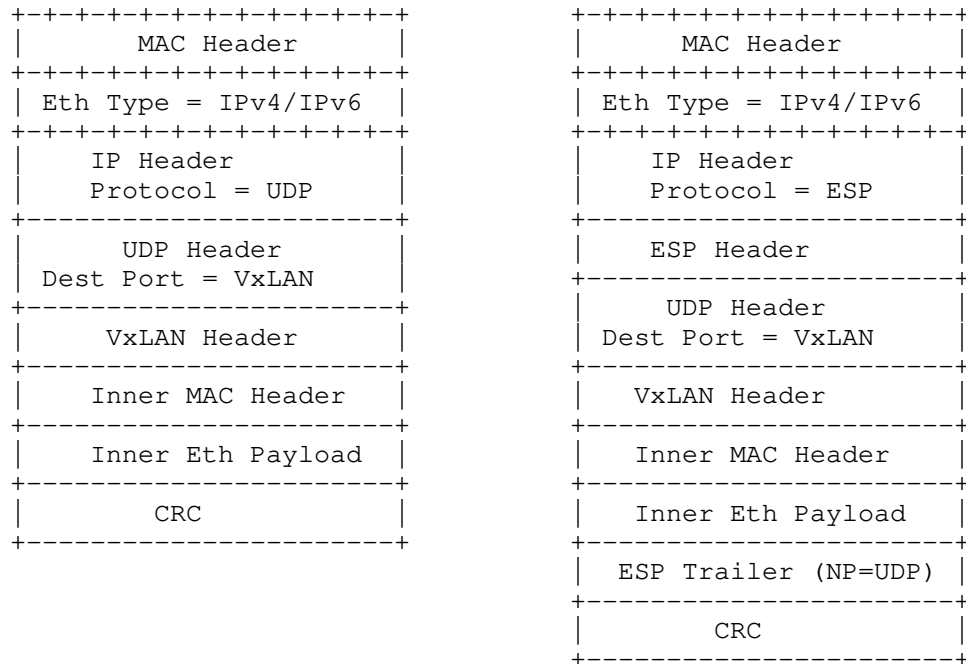 MAC Header
Eth Type = IPv4/IPv6
IP Header
Protocol = UDP
UDP Header
Dest Port = VxLAN
VxLAN Header
Inner MAC Header
Inner Eth Payload
CRC
MAC Header
Eth Type = IPv4/IPv6
IP Header
Protocol = ESP
ESP Header
UDP Header
Dest Port = VxLAN
VxLAN Header
Inner MAC Header
Inner Eth Payload
ESP Trailer (NP=UDP)
CRC